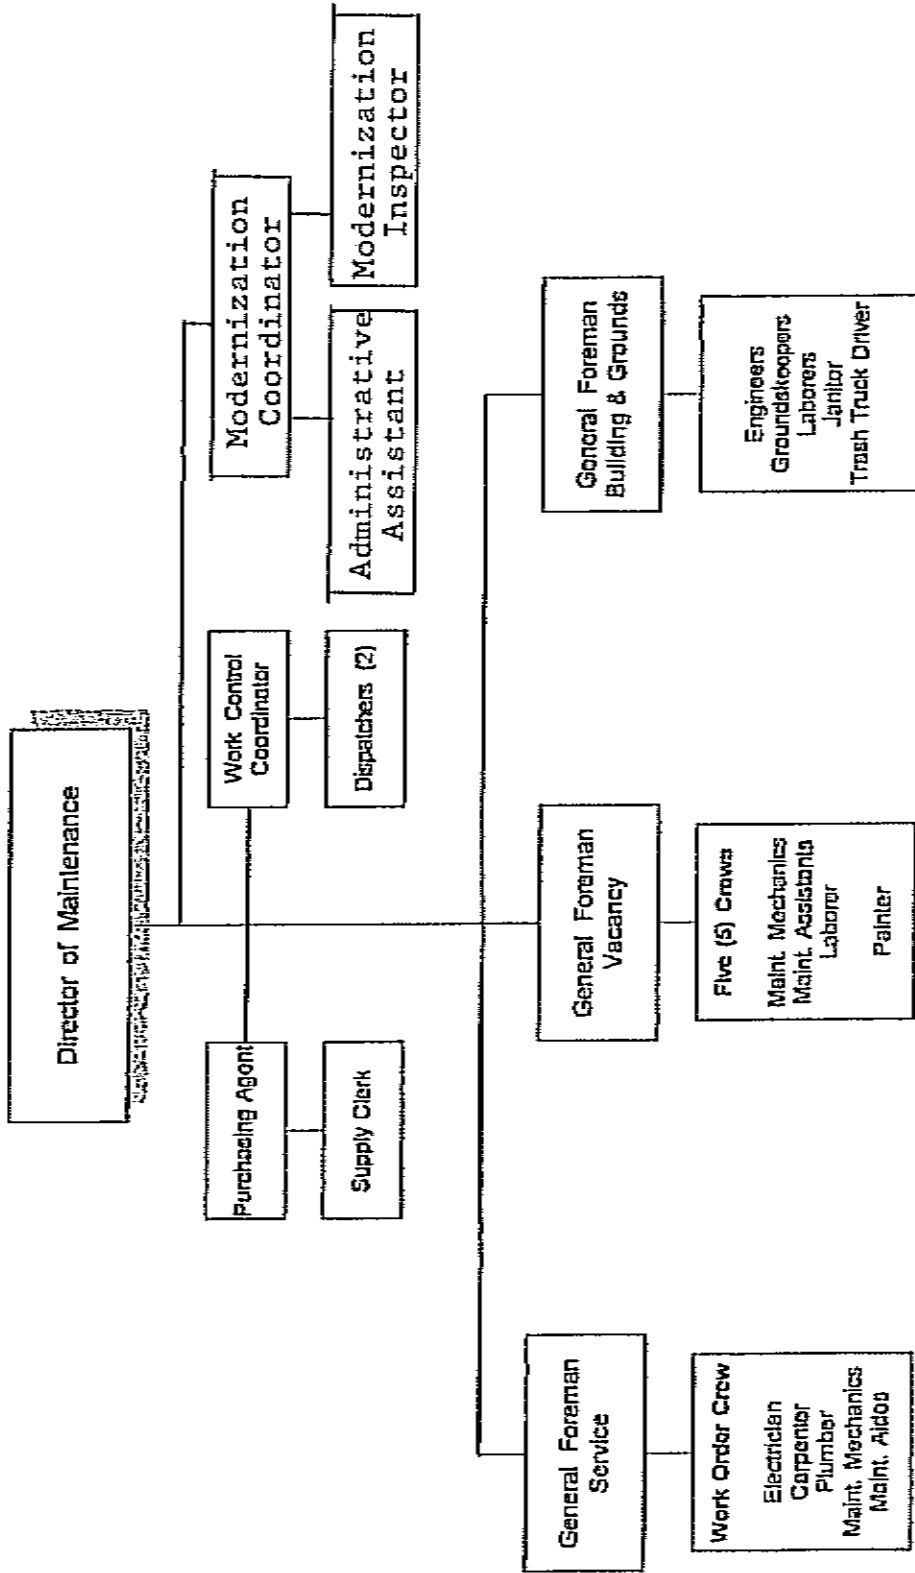 Director of Maintenance
Modernization
Coordinator
Purchasing Agent
Work Control
Coordinator
Administrative
Assistant
Modernization
Inspector
Supply Clerk
Dispatchers (2)
General Foreman
Service
General Foreman
Vacancy
General Foreman
Building & Grounds
Work Order Crew
Electrician
Carpenter
Plumber
Maint. Mechanics
Maint. Aides
Five (5) Crews
Maint. Mechanics
Maint. Assistants
Laborer
Painter
Engineers
Groundskeepers
Laborers
Janitor
Trash Truck Driver